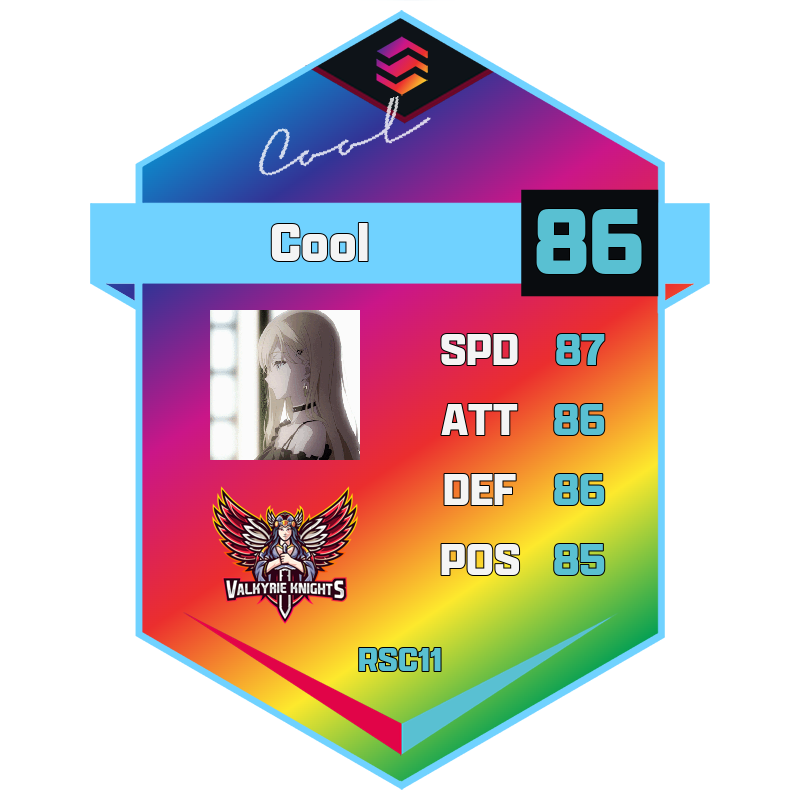 Cool
Cool
86
SPD 87
ATT 86
DEF 86
POS 85
VALKYRIE KNIGHTS
RSC11